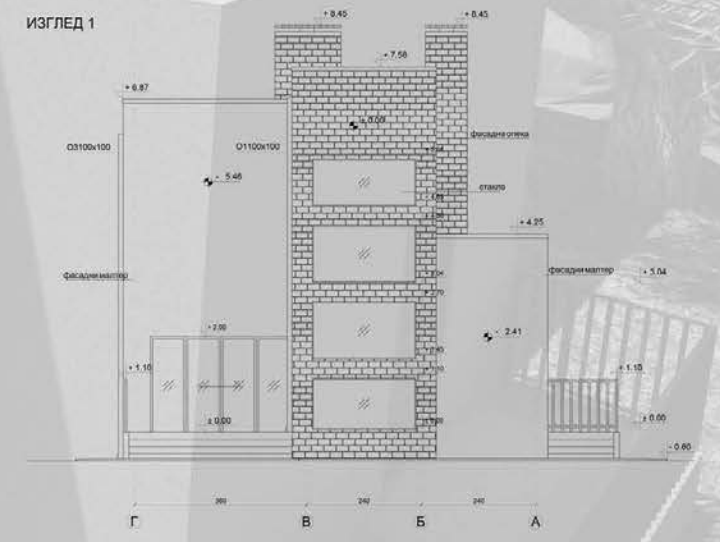 ИЗГЛЕД 1
+ 8.45
+ 8.45
+ 7.56
+ 6.87
± 0.00
фасадна опека
О3100х100
О1100х100
- 5.46
стакло
+ 4.25
фасадни малтер
фасадни малтер
+ 5.04
+ 2.00
- 2.41
+ 1.10
+ 1.10
± 0.00
± 0.00
- 0.60
360
240
240
Г
В
Б
А